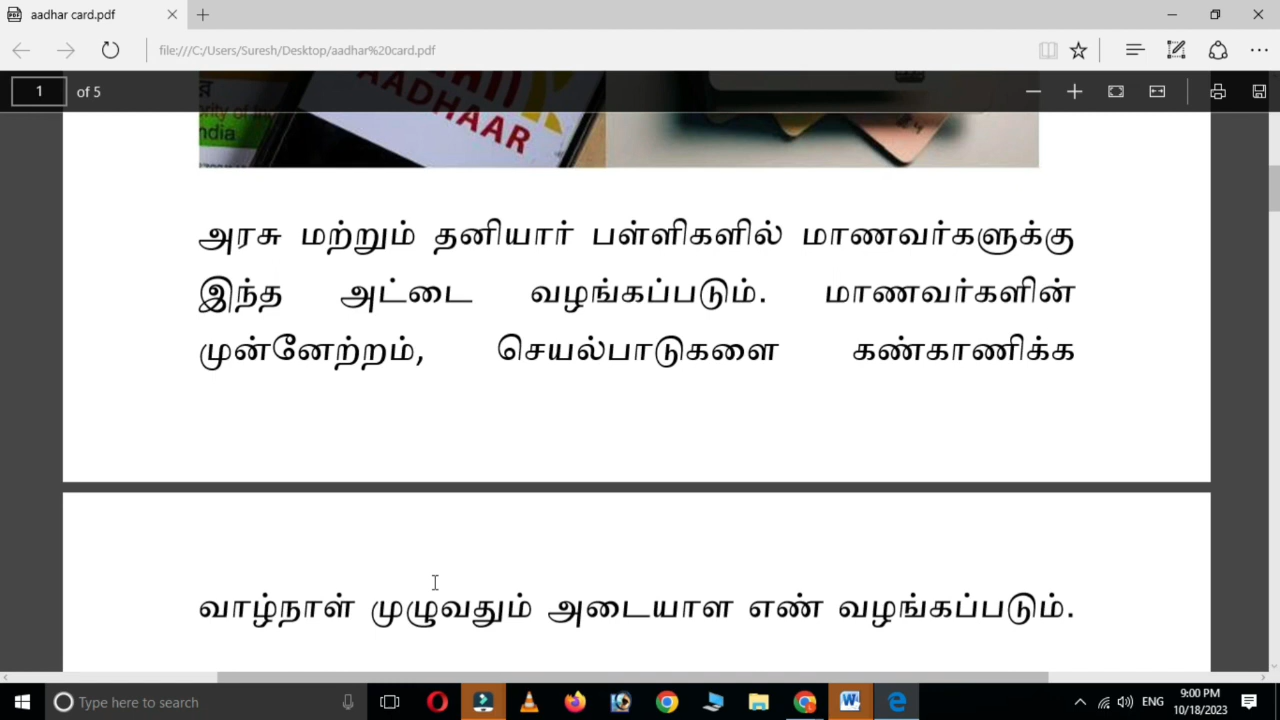 aadhar card.pdf
file:///C:/Users/Suresh/Desktop/aadhar%20card.pdf
1 of 5
ndia
AADHAAR
அரசு மற்றும் தனியார் பள்ளிகளில் மாணவர்களுக்கு
இந்த அட்டை வழங்கப்படும். மாணவர்களின்
முன்னேற்றம், செயல்பாடுகளை கண்காணிக்க
வாழ்நாள் முழுவதும் அடையாள எண் வழங்கப்படும்.
Type here to search
ENG
9:00 PM
10/18/2023